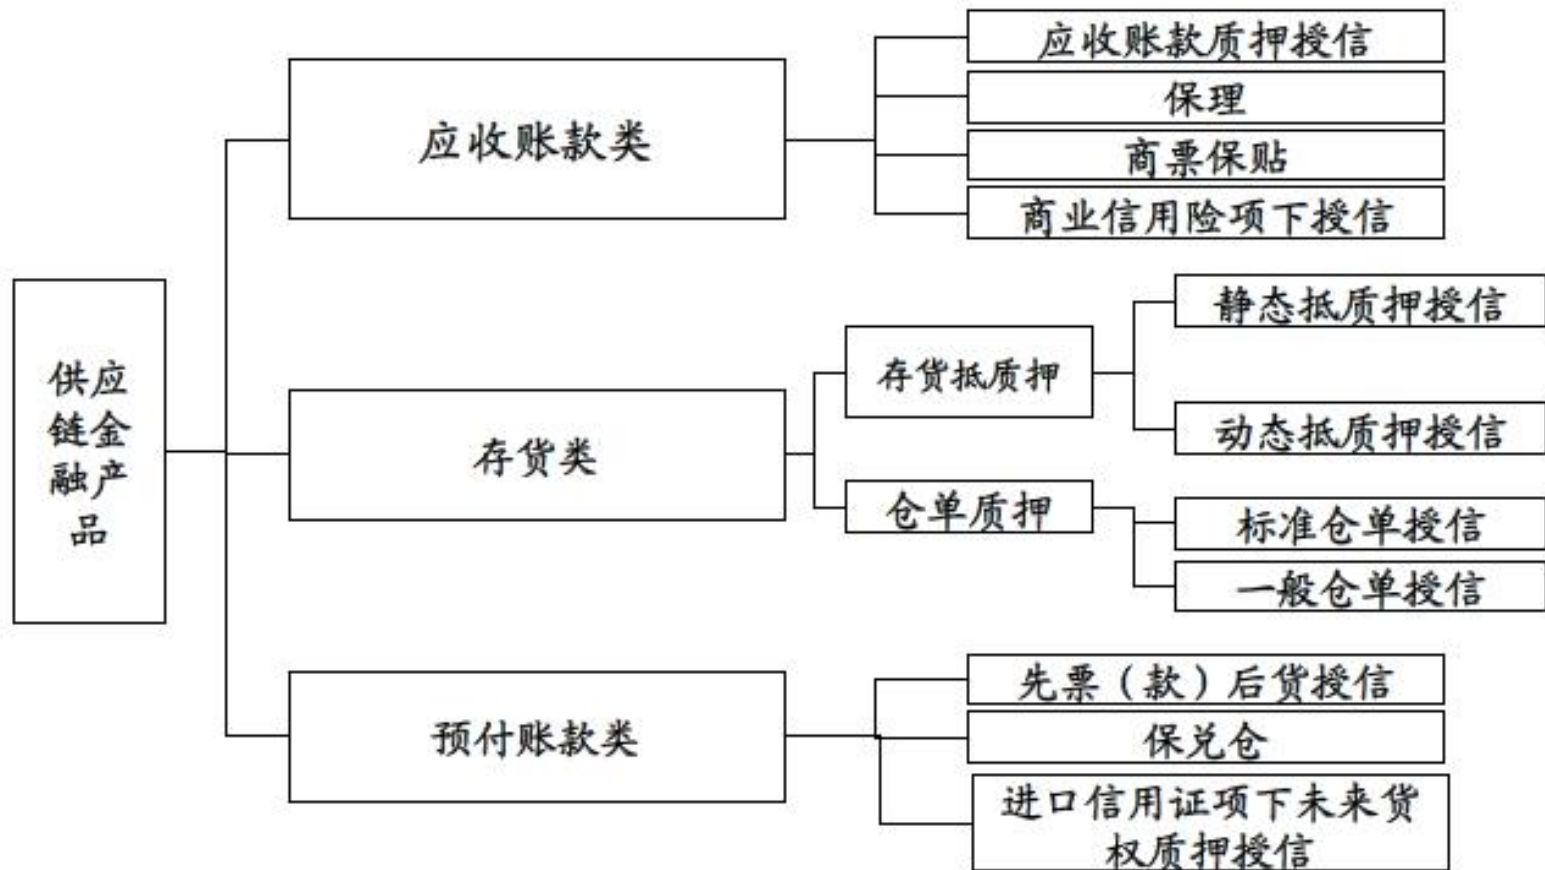 供应
链金
融产
品
应收账款类
应收账款质押授信
保理
商票保贴
商业信用险项下授信
存货类
存货抵质押
静态抵质押授信
动态抵质押授信
仓单质押
标准仓单授信
一般仓单授信
预付账款类
先票（款）后货授信
保兑仓
进口信用证项下未来货
权质押授信